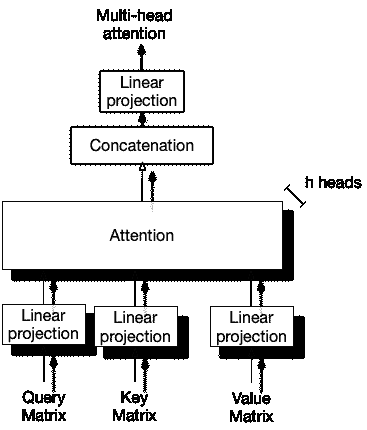 Multi-head
attention
Linear
projection
Concatenation
h heads
Attention
Linear
projection
Linear
projection
Linear
projection
Query
Matrix
Key
Matrix
Value
Matrix